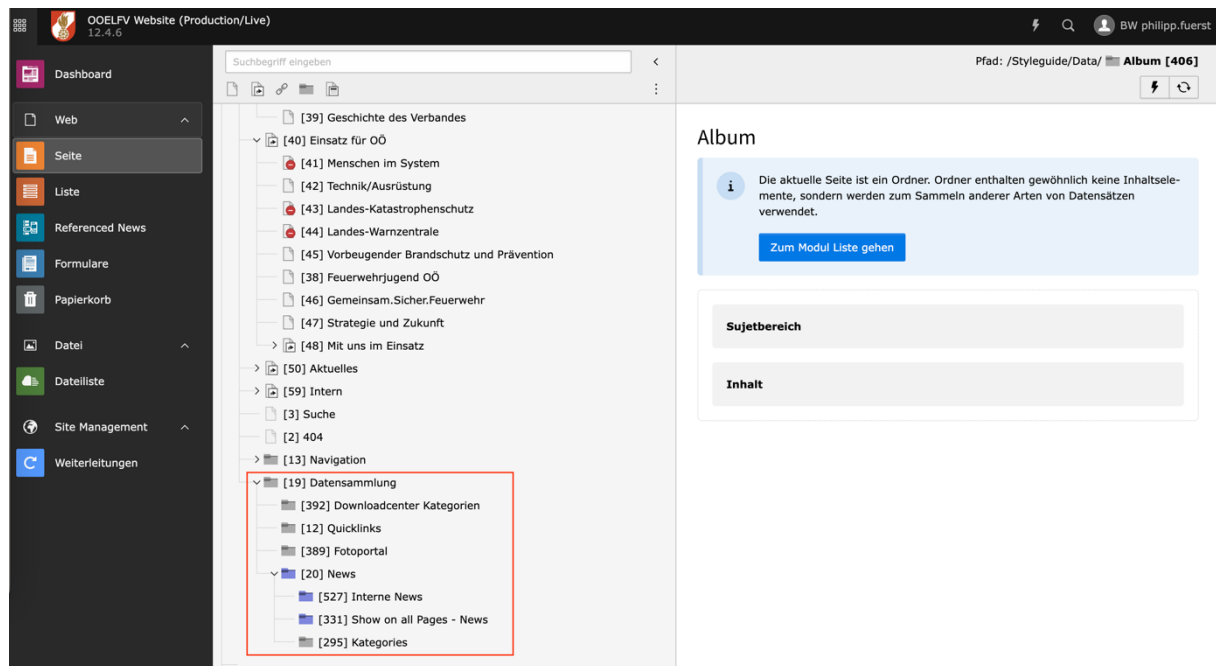 OOELFV Website (Production/Live)
12.4.6
BW philipp.fuerst
Dashboard
Web
Seite
Liste
Referenced News
Formulare
Papierkorb
Datei
Dateiliste
Site Management
Weiterleitungen
Suchbegriff eingeben
[39] Geschichte des Verbandes
[40] Einsatz für OÖ
[41] Menschen im System
[42] Technik/Ausrüstung
[43] Landes-Katastrophenschutz
[44] Landes-Warnzentrale
[45] Vorbeugender Brandschutz und Prävention
[38] Feuerwehrjugend OÖ
[46] Gemeinsam.Sicher.Feuerwehr
[47] Strategie und Zukunft
[48] Mit uns im Einsatz
[50] Aktuelles
[59] Intern
[3] Suche
[2] 404
[13] Navigation
[19] Datensammlung
[392] Downloadcenter Kategorien
[12] Quicklinks
[389] Fotoportal
[20] News
[527] Interne News
[331] Show on all Pages - News
[295] Kategories
Pfad: /Styleguide/Data/ Album [406]
Album
Die aktuelle Seite ist ein Ordner. Ordner enthalten gewöhnlich keine Inhaltsele-
mente, sondern werden zum Sammeln anderer Arten von Datensätzen
verwendet.
Zum Modul Liste gehen
Sujetbereich
Inhalt